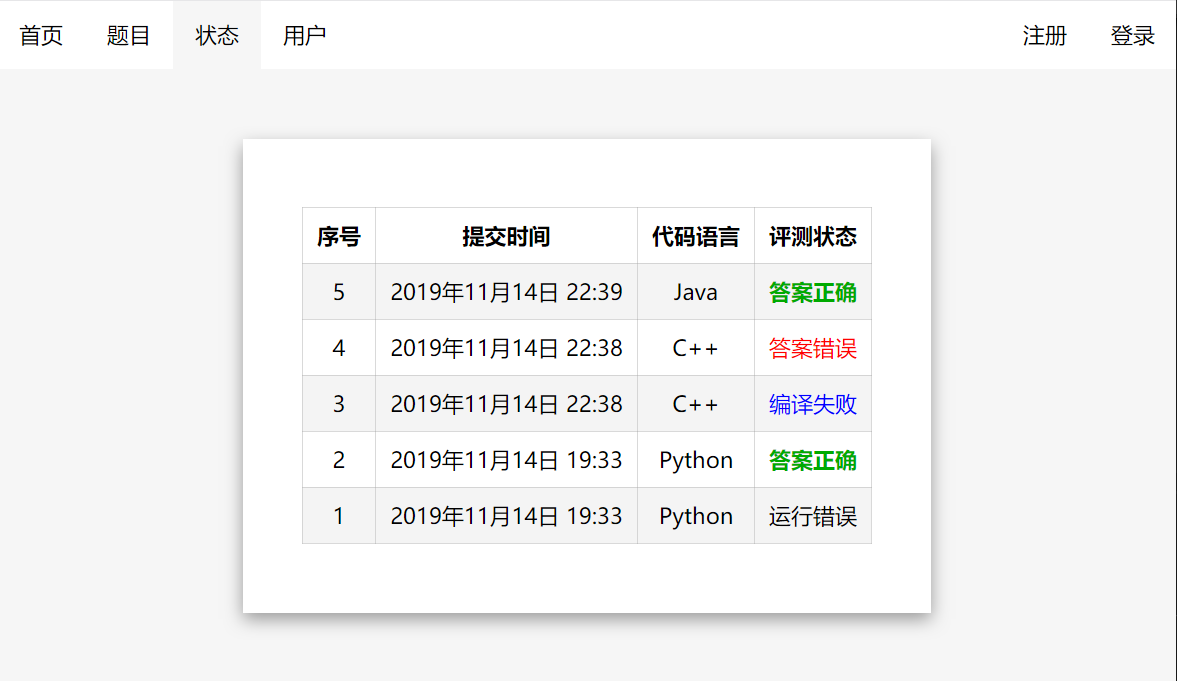 首页 题目 状态 用户 注册 登录
序号 提交时间 代码语言 评测状态
5 2019年11月14日 22:39 Java 答案正确
4 2019年11月14日 22:38 C++ 答案错误
3 2019年11月14日 22:38 C++ 编译失败
2 2019年11月14日 19:33 Python 答案正确
1 2019年11月14日 19:33 Python 运行错误